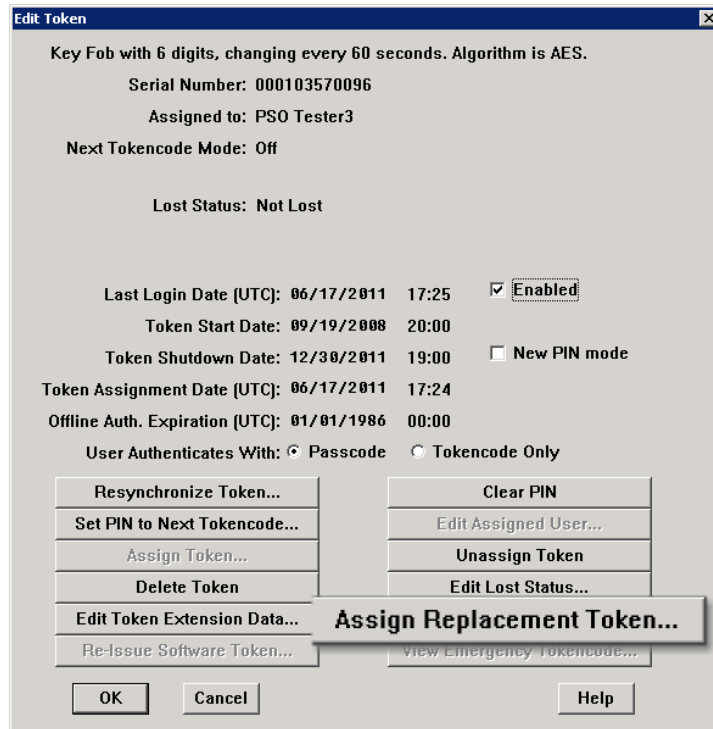 Edit Token
Key Fob with 6 digits, changing every 60 seconds. Algorithm is AES.
Serial Number: 000103570096
Assigned to: PSO Tester3
Next Tokencode Mode: Off
Lost Status: Not Lost
Last Login Date (UTC): 06/17/2011 17:25 Enabled
Token Start Date: 09/19/2008 20:00
Token Shutdown Date: 12/30/2011 19:00 New PIN mode
Token Assignment Date (UTC): 06/17/2011 17:24
Offline Auth. Expiration (UTC): 01/01/1986 00:00
User Authenticates With: Passcode Tokencode Only
Resynchronize Token... Clear PIN
Set PIN to Next Tokencode... Edit Assigned User...
Assign Token... Unassign Token
Delete Token Edit Lost Status...
Edit Token Extension Data... Assign Replacement Token...
Re-Issue Software Token... View Emergency Tokencode...
OK Cancel Help